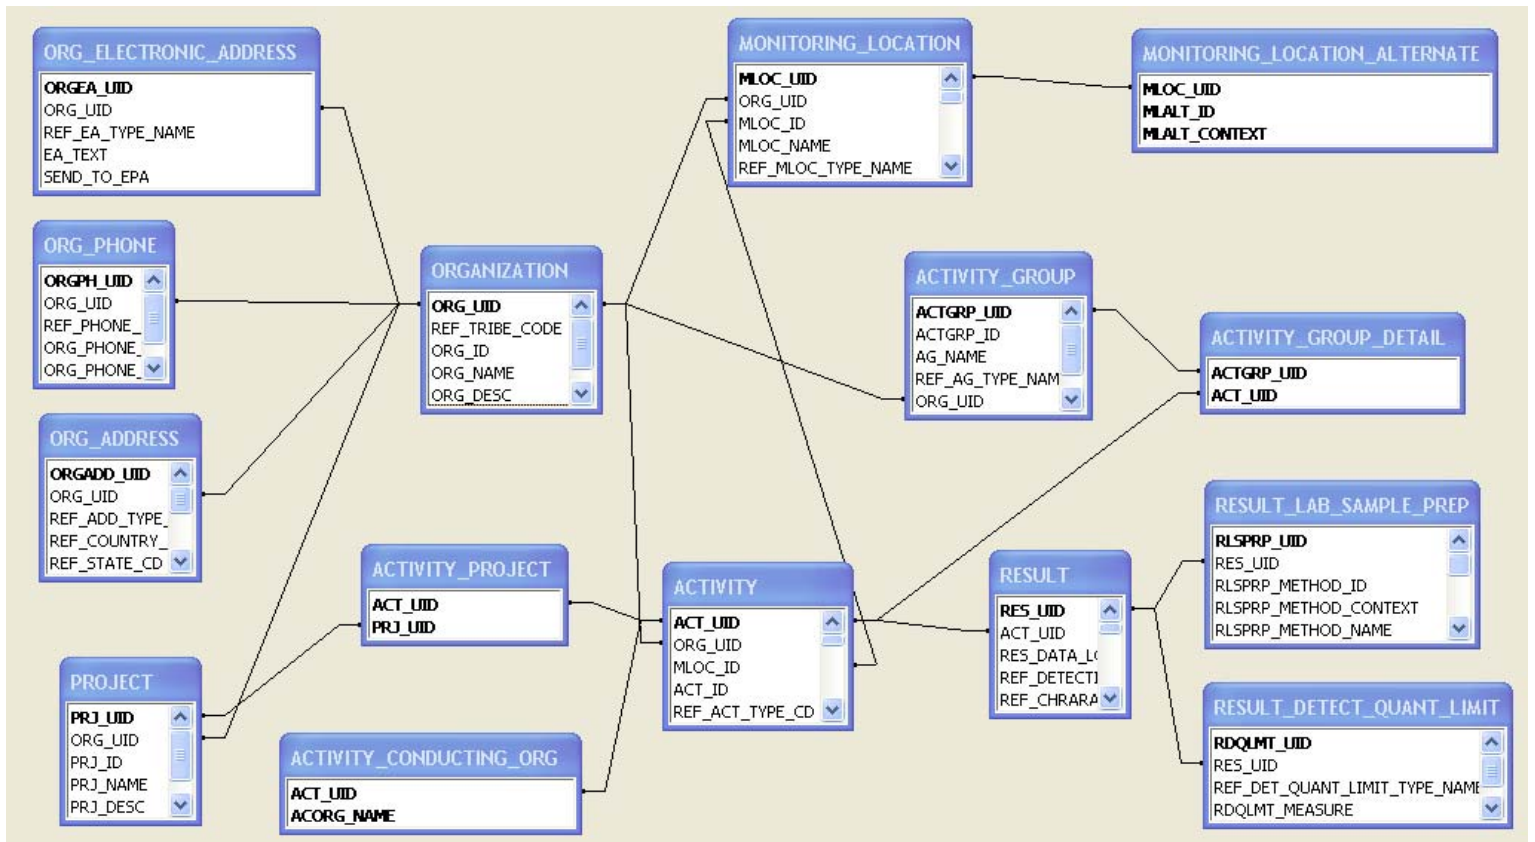 ORG_ELECTRONIC_ADDRESS
ORGEA_UID
ORG_UID
REF_EA_TYPE_NAME
EA_TEXT
SEND_TO_EPA
MONITORING_LOCATION
MLOC_UID
ORG_UID
MLOC_ID
MLOC_NAME
REF_MLOC_TYPE_NAME
MONITORING_LOCATION_ALTERNATE
MLOC_UID
MLALT_ID
MLALT_CONTEXT
ORG_PHONE
ORGPH_UID
ORG_UID
REF_PHONE_
ORG_PHONE_
ORG_PHONE_
ORGANIZATION
ORG_UID
REF_TRIBE_CODE
ORG_ID
ORG_NAME
ORG_DESC
ACTIVITY_GROUP
ACTGRP_UID
ACTGRP_ID
AG_NAME
REF_AG_TYPE_NAM
ORG_UID
ACTIVITY_GROUP_DETAIL
ACTGRP_UID
ACT_UID
ORG_ADDRESS
ORGADD_UID
ORG_UID
REF_ADD_TYPE_
REF_COUNTRY_
REF_STATE_CD
ACTIVITY_PROJECT
ACT_UID
PRJ_UID
ACTIVITY
ACT_UID
ORG_UID
MLOC_ID
ACT_ID
REF_ACT_TYPE_CD
RESULT
RES_UID
ACT_UID
RES_DATA_LO
REF_DETECTI
REF_CHRARA
RESULT_LAB_SAMPLE_PREP
RLSPRP_UID
RES_UID
RLSPRP_METHOD_ID
RLSPRP_METHOD_CONTEXT
RLSPRP_METHOD_NAME
PROJECT
PRJ_UID
ORG_UID
PRJ_ID
PRJ_NAME
PRJ_DESC
ACTIVITY_CONDUCTING_ORG
ACT_UID
ACORG_NAME
RESULT_DETECT_QUANT_LIMIT
RDQLMT_UID
RES_UID
REF_DET_QUANT_LIMIT_TYPE_NAME
RDQLMT_MEASURE